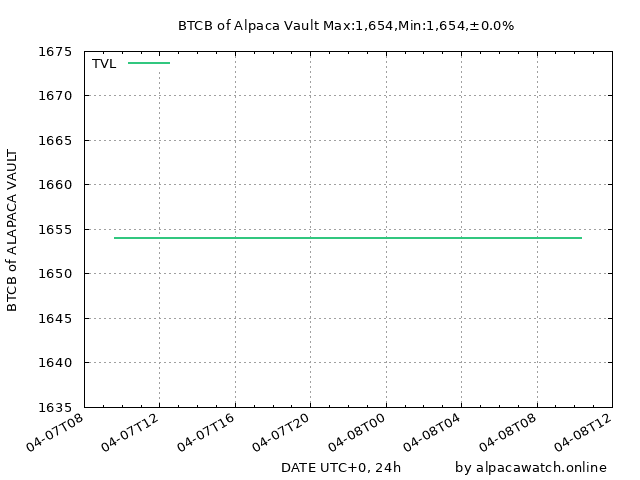 BTCB of Alpaca Vault Max:1,654,Min:1,654,±0.0%
TVL
BTCB of ALAPACA VAULT
1675
1670
1665
1660
1655
1650
1645
1640
1635
04-07T08
04-07T12
04-07T16
04-07T20
04-08T00
04-08T04
04-08T08
04-08T12
DATE UTC+0, 24h
by alpacawatch.online